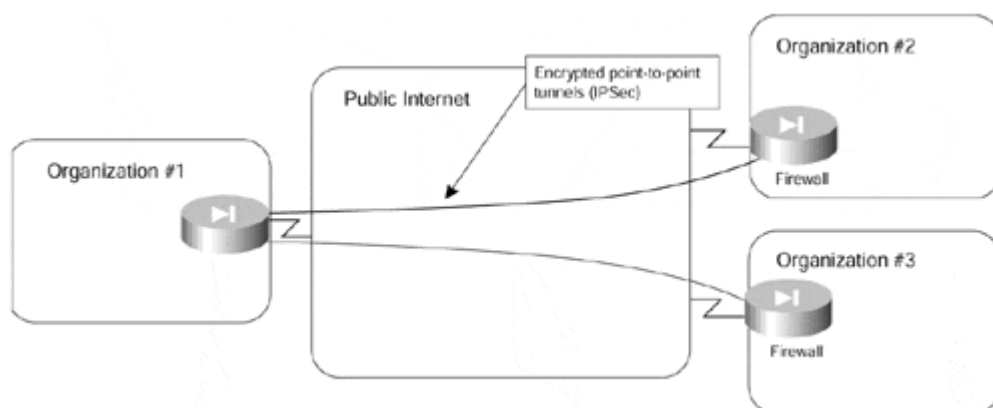 Organization #1
Public Internet
Encrypted point-to-point
tunnels (IPSec)
Organization #2
Firewall
Organization #3
Firewall